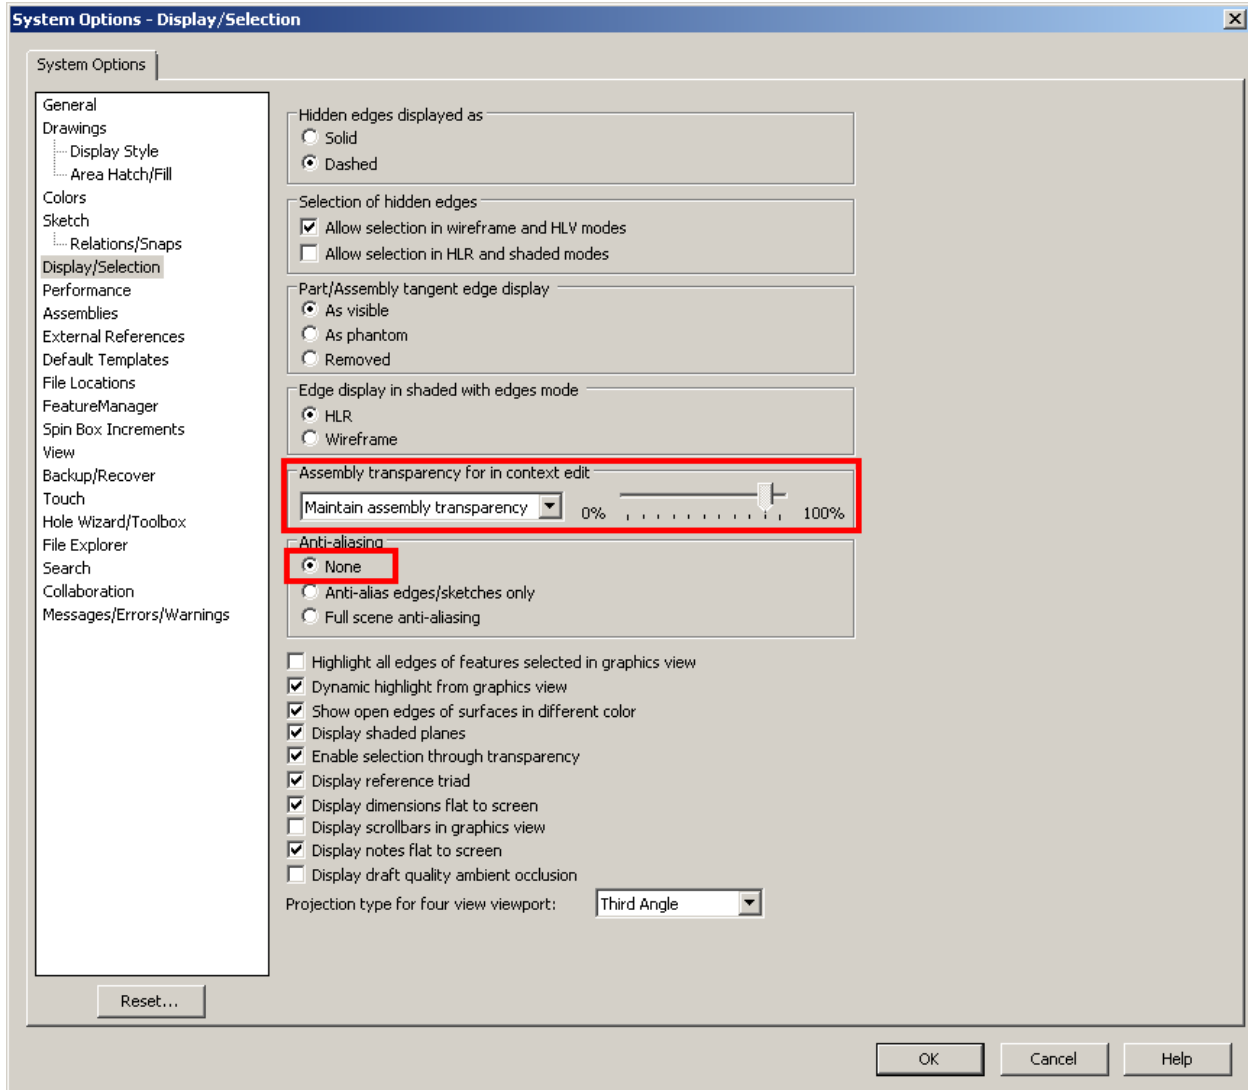 System Options - Display/Selection
System Options
General
Drawings
Display Style
Area Hatch/Fill
Colors
Sketch
Relations/Snaps
Display/Selection
Performance
Assemblies
External References
Default Templates
File Locations
FeatureManager
Spin Box Increments
View
Backup/Recover
Touch
Hole Wizard/Toolbox
File Explorer
Search
Collaboration
Messages/Errors/Warnings
Reset...
Hidden edges displayed as
Solid
Dashed
Selection of hidden edges
Allow selection in wireframe and HLV modes
Allow selection in HLR and shaded modes
Part/Assembly tangent edge display
As visible
As phantom
Removed
Edge display in shaded with edges mode
HLR
Wireframe
Assembly transparency for in context edit
Maintain assembly transparency 0% 100%
Anti-aliasing
None
Anti-alias edges/sketches only
Full scene anti-aliasing
Highlight all edges of features selected in graphics view
Dynamic highlight from graphics view
Show open edges of surfaces in different color
Display shaded planes
Enable selection through transparency
Display reference triad
Display dimensions flat to screen
Display scrollbars in graphics view
Display notes flat to screen
Display draft quality ambient occlusion
Projection type for four view viewport: Third Angle
OK Cancel Help